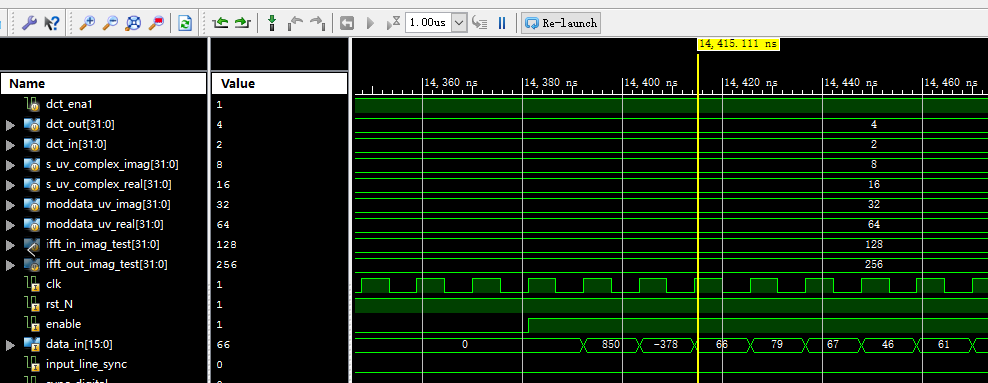 1.00us Re-launch
14,415.111 ns
Name Value
14,360 ns 14,380 ns 14,400 ns 14,420 ns 14,440 ns 14,460 ns
dct_ena1 1
dct_out[31:0] 4 4
dct_in[31:0] 2 2
s_uv_complex_imag[31:0] 8 8
s_uv_complex_real[31:0] 16 16
moddata_uv_imag[31:0] 32 32
moddata_uv_real[31:0] 64 64
ifft_in_imag_test[31:0] 128 128
ifft_out_imag_test[31:0] 256 256
clk 1
rst_N 1
enable 1
data_in[15:0] 66 0 850 -378 66 79 67 46 61
input_line_sync 0